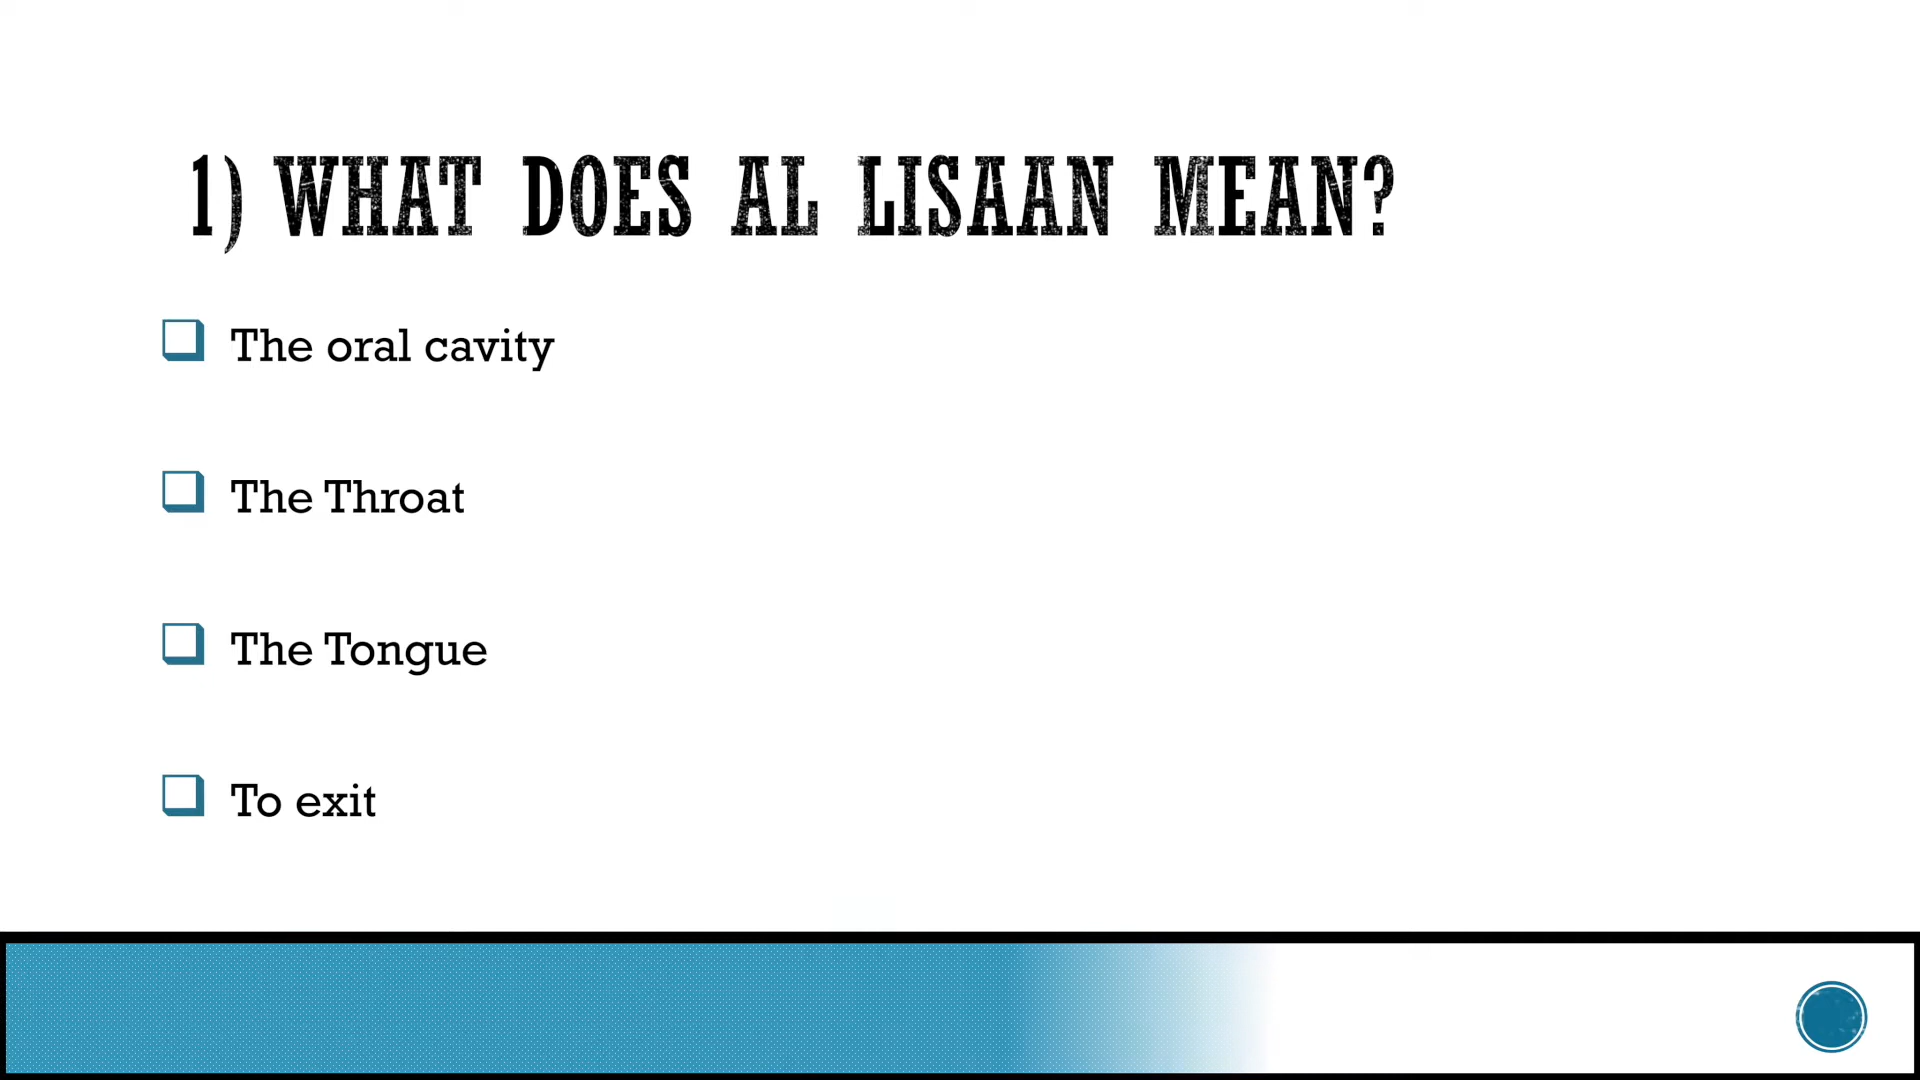 1) WHAT DOES AL LISAAN MEAN?
The oral cavity
The Throat
The Tongue
To exit